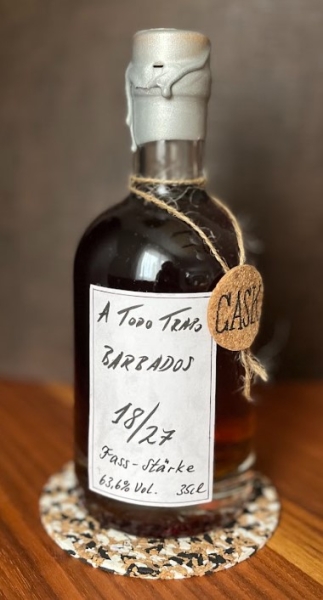 A TODO TRAPO
BARBADOS
18/27
Fass-Stärke
63,6% Vol. 35cl
CASK